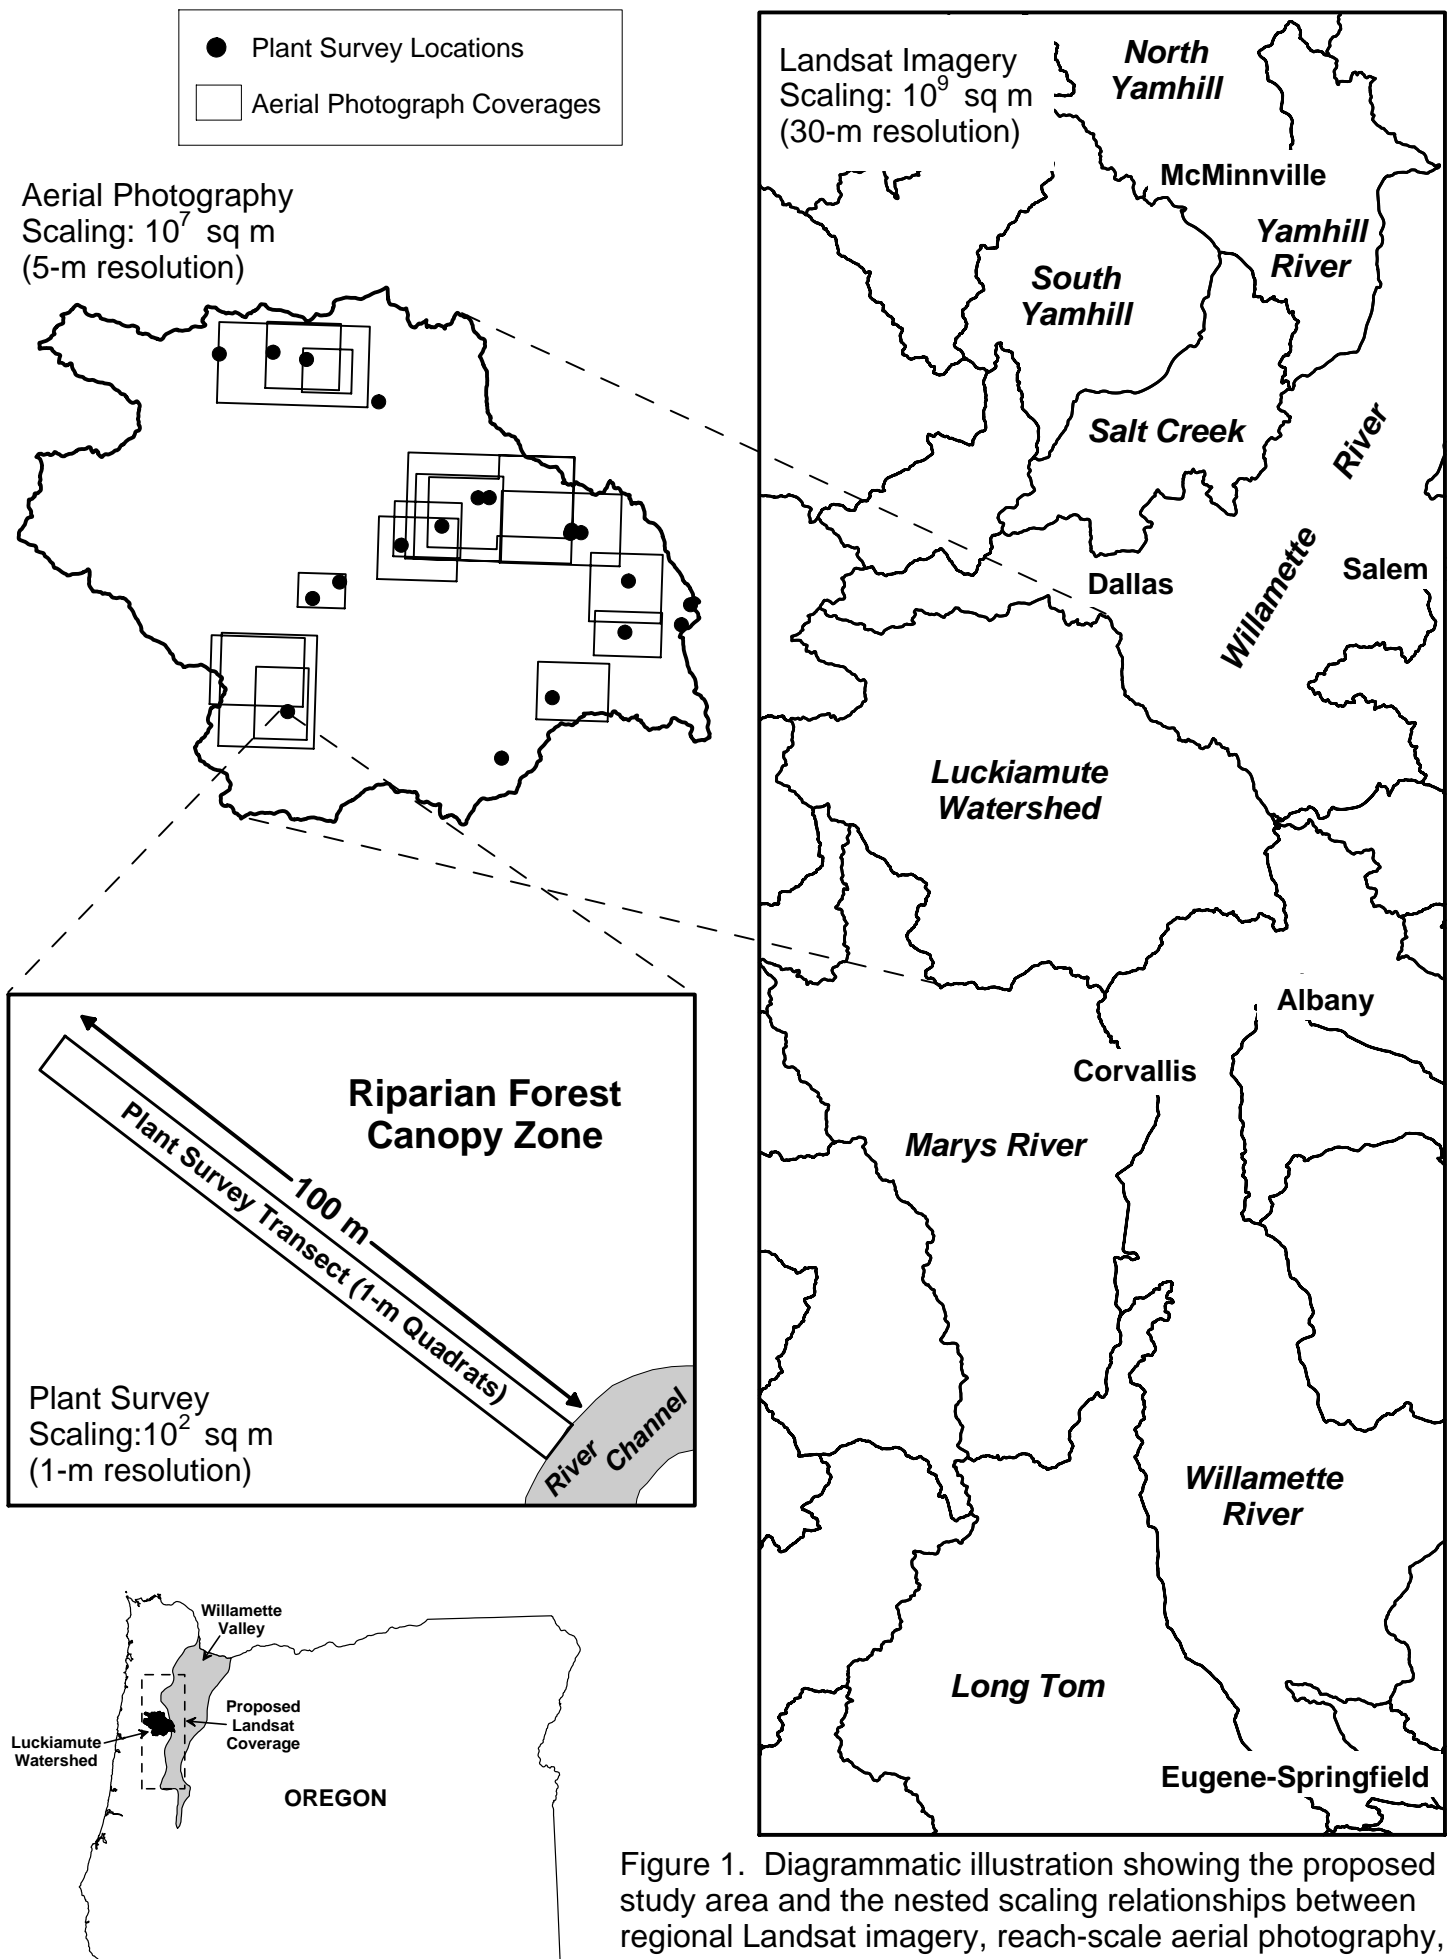 Plant Survey Locations
Aerial Photograph Coverages
Aerial Photography
Scaling: 10^7 sq m
(5-m resolution)
Landsat Imagery
Scaling: 10^9 sq m
(30-m resolution)
North
Yamhill
McMinnville
Yamhill
River
South
Yamhill
Salt Creek
River
Willamette
Salem
Dallas
Luckiamute
Watershed
Albany
Corvallis
Marys River
Willamette
River
Long Tom
Eugene-Springfield
Riparian Forest
Canopy Zone
100 m
Plant Survey Transect (1-m Quadrats)
River Channel
Plant Survey
Scaling:10^2 sq m
(1-m resolution)
Willamette
Valley
Proposed
Landsat
Coverage
Luckiamute
Watershed
OREGON
Figure 1. Diagrammatic illustration showing the proposed
study area and the nested scaling relationships between
regional Landsat imagery, reach-scale aerial photography,